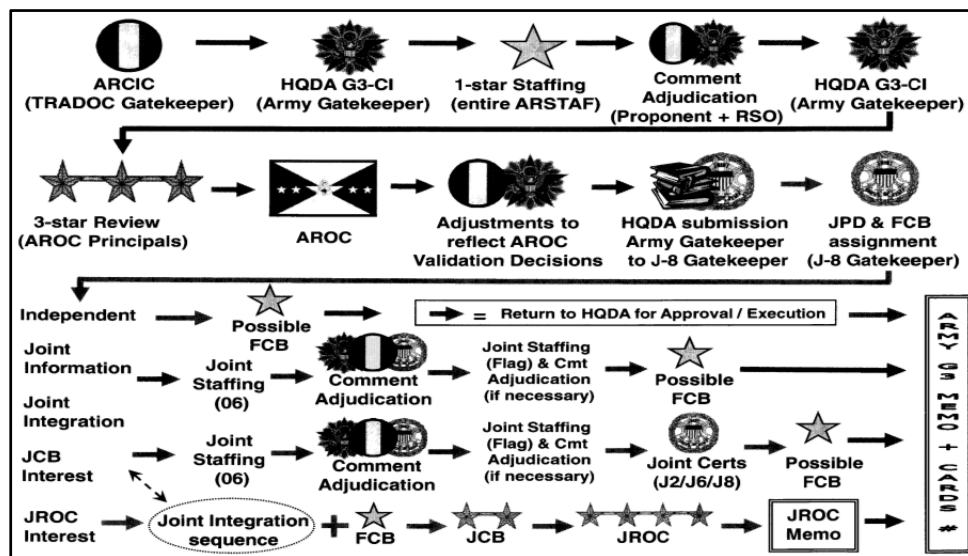 ARCIC
(TRADOC Gatekeeper)
HQDA G3-CI
(Army Gatekeeper)
1-star Staffing
(entire ARSTAF)
Comment
Adjudication
(Proponent + RSO)
HQDA G3-CI
(Army Gatekeeper)
3-star Review
(AROC Principals)
AROC
Adjustments to
reflect AROC
Validation Decisions
HQDA submission
Army Gatekeeper
to J-8 Gatekeeper
JPD & FCB
assignment
(J-8 Gatekeeper)
Independent
Possible
FCB
= Return to HQDA for Approval / Execution
Joint
Information
Joint
Integration
Joint
Staffing
(06)
Comment
Adjudication
Joint Staffing
(Flag) & Cmt
Adjudication
(if necessary)
Possible
FCB
JCB
Interest
Joint
Staffing
(06)
Comment
Adjudication
Joint Staffing
(Flag) & Cmt
Adjudication
(if necessary)
Joint Certs
(J2/J6/J8)
Possible
FCB
JROC
Interest
Joint Integration
sequence
+
FCB
JCB
JROC
JROC
Memo
ARMY G3 MEMO + CARDS #